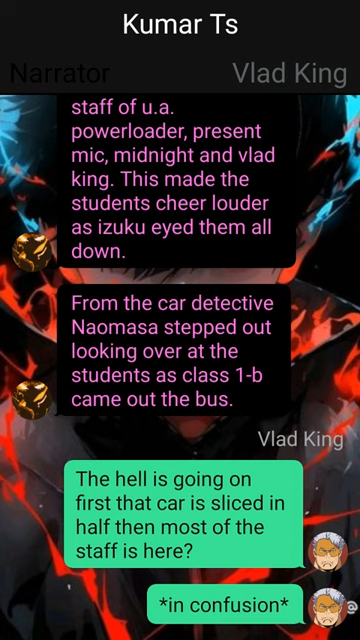 Kumar Ts
Narrator
Vlad King
staff of u.a.
powerloader, present
mic, midnight and vlad
king. This made the
students cheer louder
as izuku eyed them all
down.
From the car detective
Naomasa stepped out
looking over at the
students as class 1-b
came out the bus.
Vlad King
The hell is going on
first that car is sliced in
half then most of the
staff is here?
*in confusion*
@